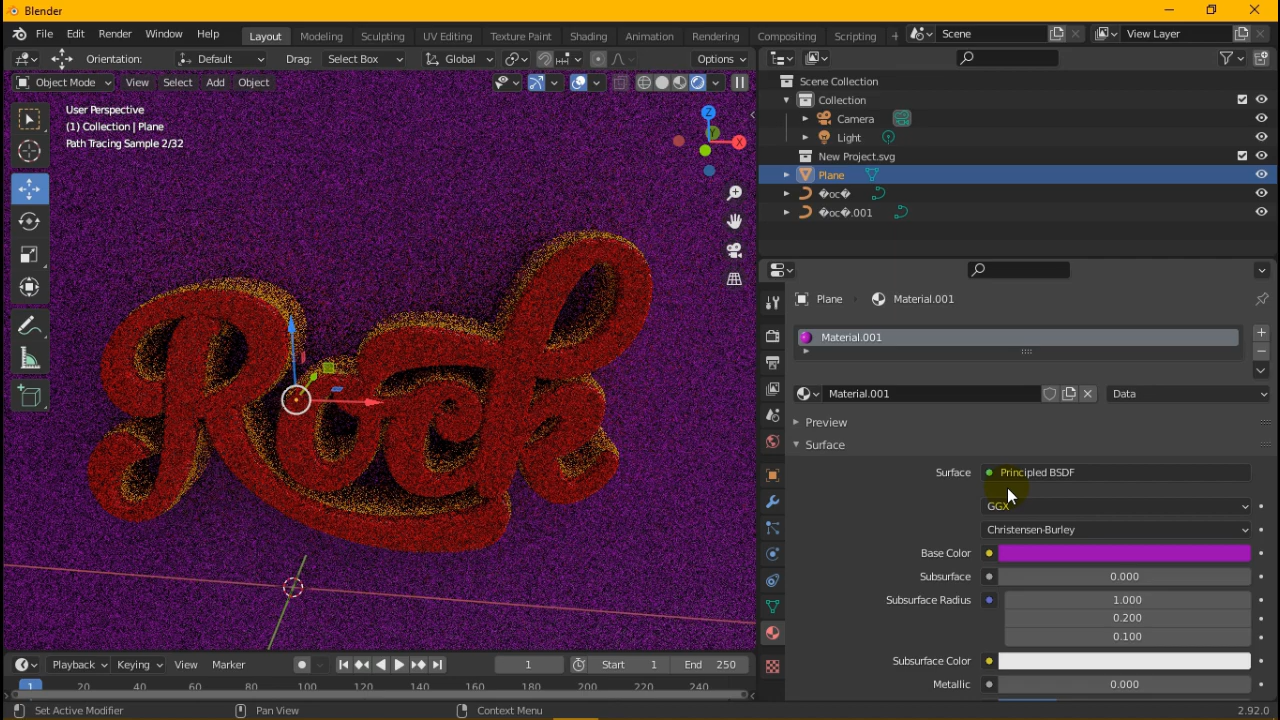 Blender
File Edit Render Window Help Layout Modeling Sculpting UV Editing Texture Paint Shading Animation Rendering Compositing Scripting + Scene View Layer
Orientation: Default Drag: Select Box Global Options
Object Mode View Select Add Object
User Perspective
(1) Collection | Plane
Path Tracing Sample 2/32
Z
Y
X
Rock
Scene Collection
Collection
Camera
Light
New Project.svg
Plane
�oc�
�oc�.001
Plane Material.001
Material.001
Material.001 Data
Preview
Surface
Surface Principled BSDF
GGX
Christensen-Burley
Base Color
Subsurface 0.000
Subsurface Radius 1.000
0.200
0.100
Subsurface Color
Metallic 0.000
Playback Keying View Marker 1 Start 1 End 250
1 20 40 60 80 100 120 140 160 180 200 220 240
Set Active Modifier Pan View Context Menu 2.92.0